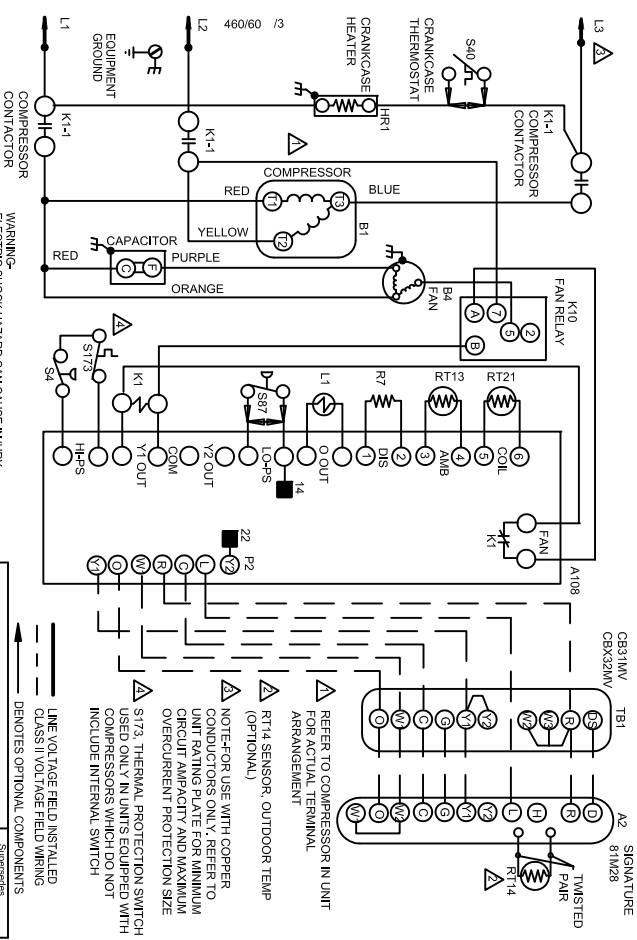 L1
L2
460/60 /3
L3
3
EQUIPMENT
GROUND
CRANKCASE
HEATER
CRANKCASE
THERMOSTAT
S40
HR1
K1-1
COMPRESSOR
CONTACTOR
K1-1
COMPRESSOR
CONTACTOR
K1-1
1
COMPRESSOR
RED
BLUE
YELLOW
T1
T2
T3
B1
RED
CAPACITOR
PURPLE
ORANGE
C
F
B4
FAN
K10
FAN RELAY
A
7
5
2
B
WARNING-
4
S4
S173
K1
S87
L1
R7
RT13
RT21
HI-PS
Y1 OUT
COM
Y2 OUT
LO-PS
14
O OUT
1
DIS
2
3
AMB
4
5
COIL
6
FAN
K1
A108
22
P2
Y1
O
W
R
C
L
Y2
CB31MV
CBX32MV
TB1
O
W1
C
G
Y1
Y2
W2
W3
R
DS
A2
SIGNATURE
81M28
W
O
W2
C
G
Y1
Y2
L
H
R
D
TWISTED
PAIR
RT14
2
1
REFER TO COMPRESSOR IN UNIT
FOR ACTUAL TERMINAL
ARRANGEMENT
2
RT14 SENSOR, OUTDOOR TEMP
(OPTIONAL)
3
NOTE-FOR USE WITH COPPER
CONDUCTORS ONLY. REFER TO
UNIT RATING PLATE FOR MINIMUM
CIRCUIT AMPACITY AND MAXIMUM
OVERCURRENT PROTECTION SIZE
4
S173, THERMAL PROTECTION SWITCH
USED ONLY IN UNITS EQUIPPED WITH
COMPRESSORS WHICH DO NOT
INCLUDE INTERNAL SWITCH
LINE VOLTAGE FIELD INSTALLED
CLASS II VOLTAGE FIELD WIRING
DENOTES OPTIONAL COMPONENTS
Supersedes